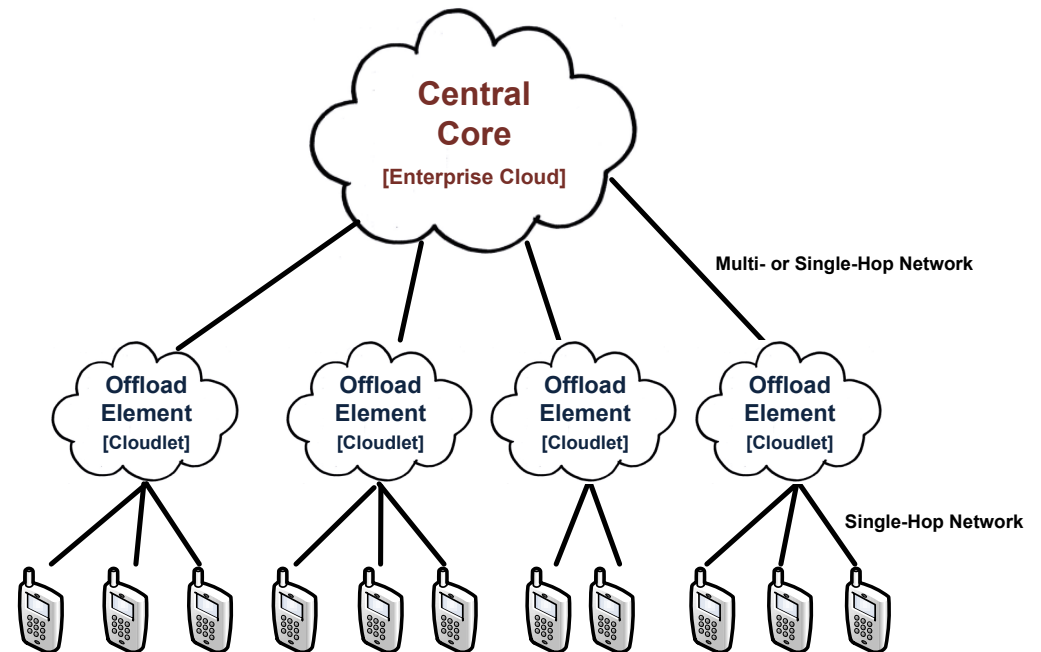 Central
Core
[Enterprise Cloud]
Multi- or Single-Hop Network
Offload
Element
[Cloudlet]
Offload
Element
[Cloudlet]
Offload
Element
[Cloudlet]
Offload
Element
[Cloudlet]
Single-Hop Network